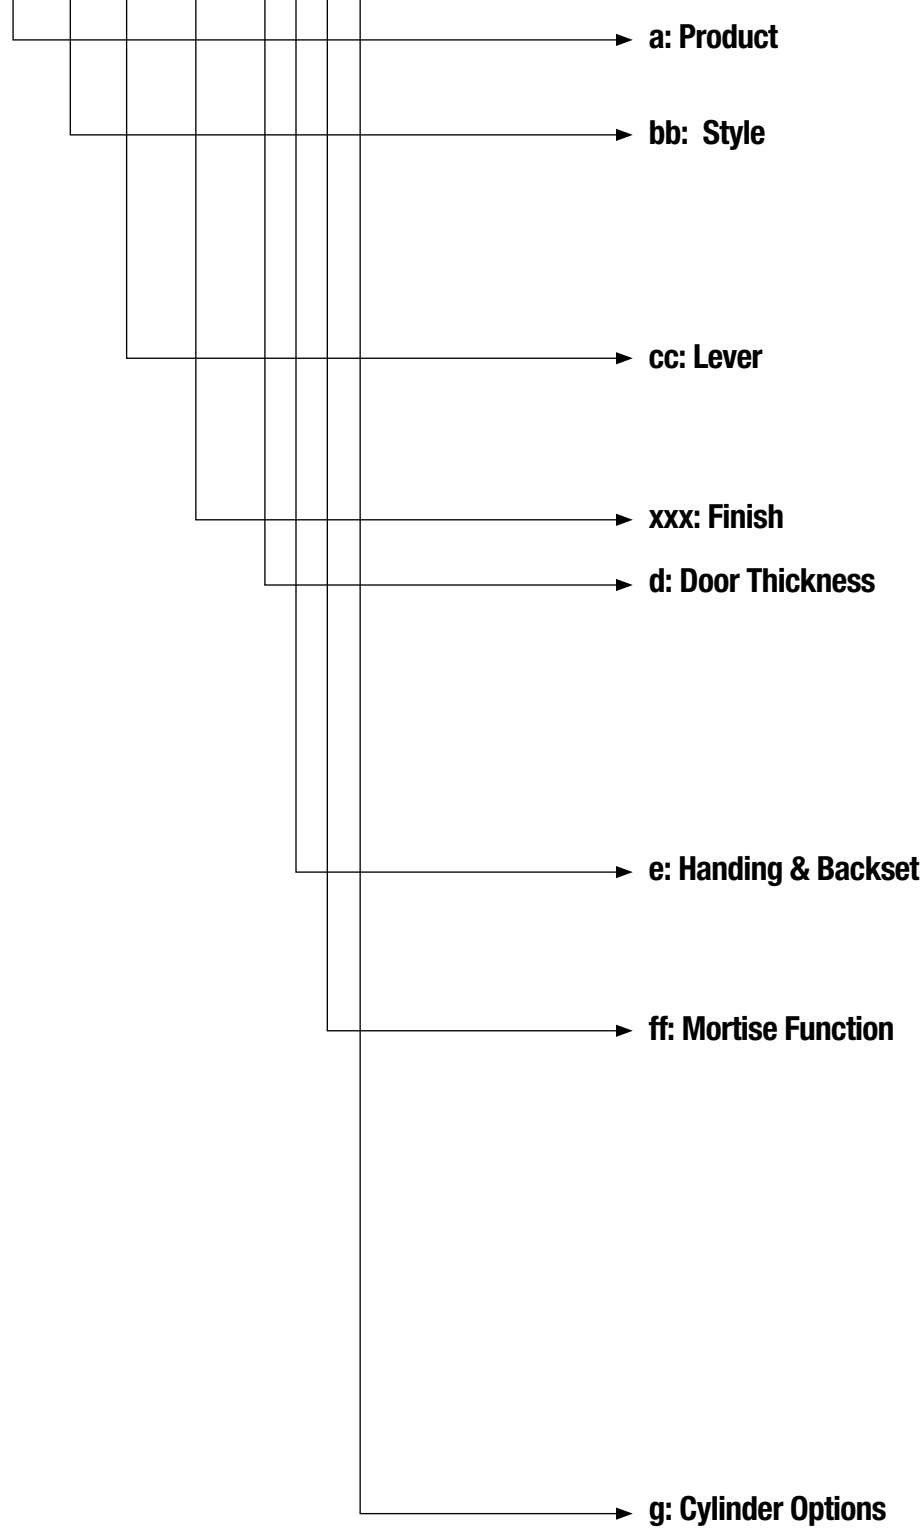 a: Product
bb: Style
cc: Lever
xxx: Finish
d: Door Thickness
e: Handing & Backset
ff: Mortise Function
g: Cylinder Options